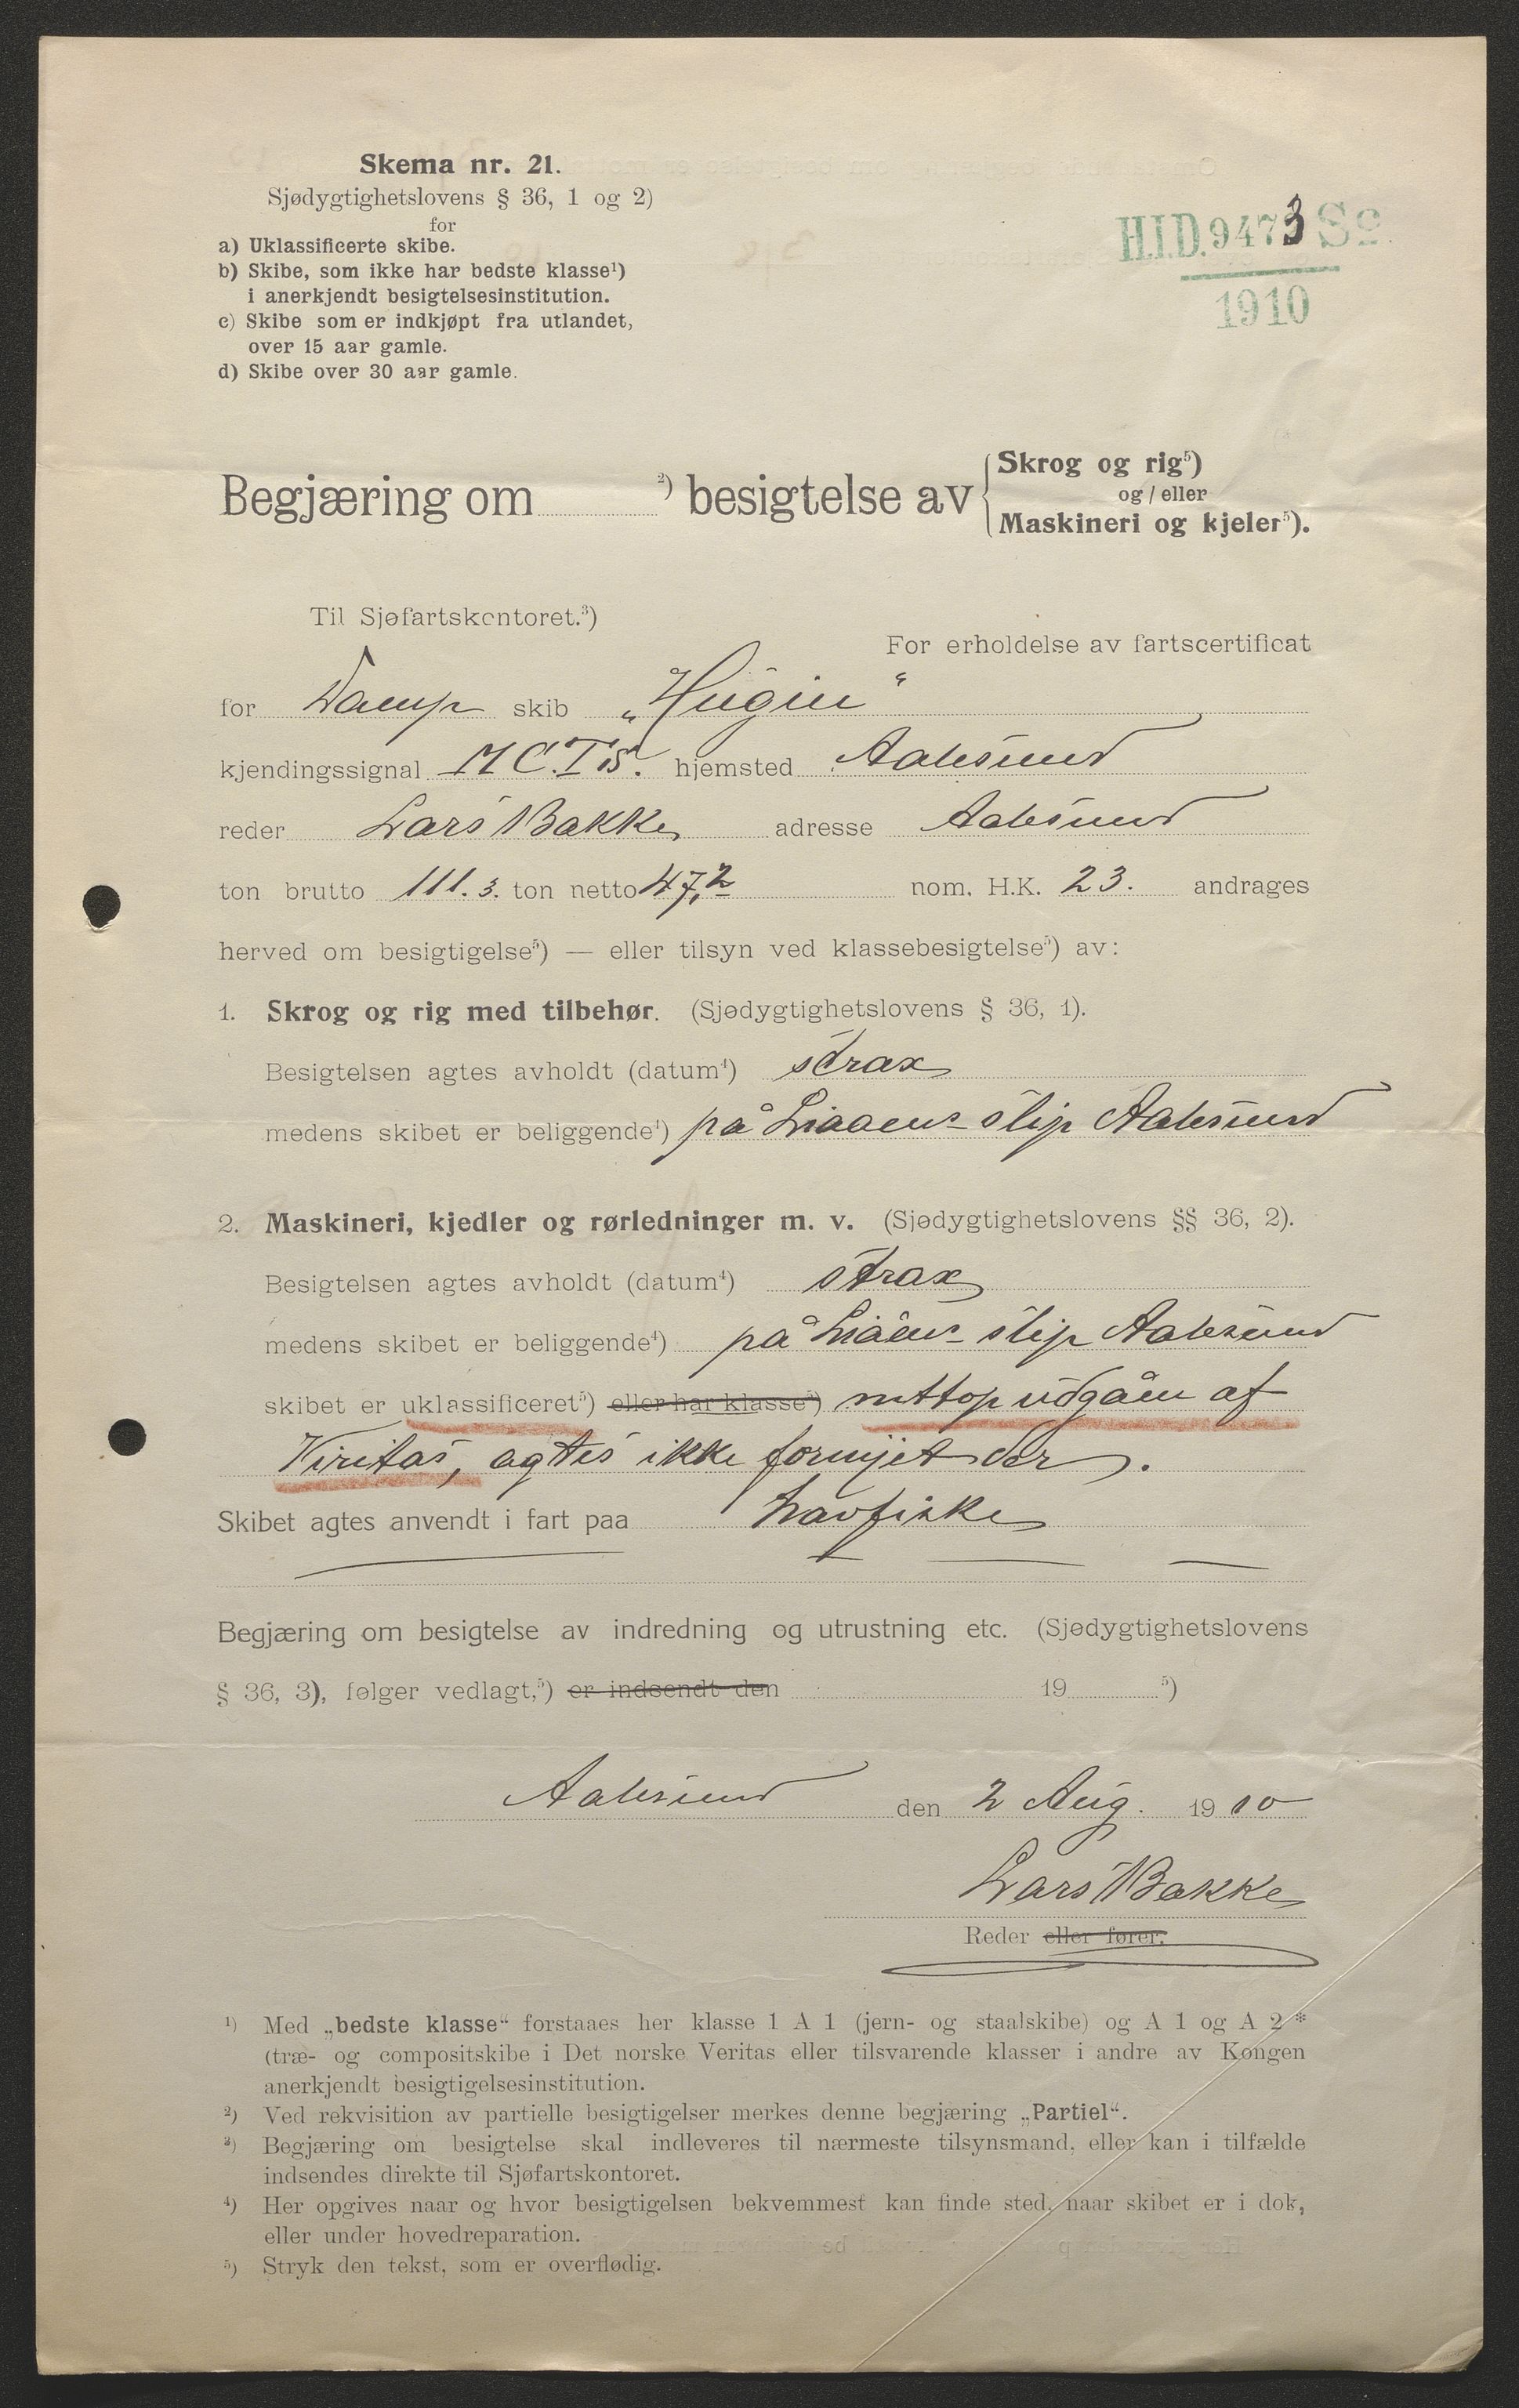 Skema nr. 21.
Sjødygtighetslovens § 36, 1 og 2)
for
a) Uklassificerte skibe.
b) Skibe, som ikke har bedste klasse¹)
i anerkjendt besigtelsesinstitution.
c) Skibe som er indkjøpt fra utlandet,
over 15 aar gamle.
d) Skibe over 30 aar gamle.
H.I.D. 9473 Sc.
1910
Begjæring om ²) besigtelse av
Skrog og rig⁵)
og / eller
Maskineri og kjeler⁵).
Til Sjøfartskontoret.³)
For erholdelse av fartscertificat
for Damp skib „Hugin“
kjendingssignal M.C.T.S. hjemsted Aalesund
reder Lars Bakke adresse Aalesund
ton brutto 111.3. ton netto 47,2 nom. H.K. 23. andrages
herved om besigtigelse⁵) — eller tilsyn ved klassebesigtelse⁵) av:
1. Skrog og rig med tilbehør. (Sjødygtighetslovens § 36, 1).
Besigtelsen agtes avholdt (datum⁴) strax
medens skibet er beliggende⁴) på Liaaens slip Aalesund
2. Maskineri, kjedler og rørledninger m. v. (Sjødygtighetslovens §§ 36, 2).
Besigtelsen agtes avholdt (datum⁴) strax
medens skibet er beliggende⁴) på Liåens slip Aalesund
skibet er uklassificeret⁵) eller har klasse⁵) nettop udgåen af
Viritas, agtes ikke fornyet der.
Skibet agtes anvendt i fart paa havfiske
Begjæring om besigtelse av indredning og utrustning etc. (Sjødygtighetslovens
§ 36, 3), følger vedlagt,⁵) er indsendt den 19 ⁵)
Aalesund den 2 Aug. 1910
Lars Bakke
Reder eller fører.
¹) Med „bedste klasse“ forstaaes her klasse 1 A 1 (jern- og staalskibe) og A 1 og A 2 *
(træ- og compositskibe i Det norske Veritas eller tilsvarende klasser i andre av Kongen
anerkjendt besigtigelsesinstitution.
²) Ved rekvisition av partielle besigtigelser merkes denne begjæring „Partiel“.
³) Begjæring om besigtelse skal indleveres til nærmeste tilsynsmand, eller kan i tilfælde
indsendes direkte til Sjøfartskontoret.
⁴) Her opgives naar og hvor besigtigelsen bekvemmest kan finde sted, naar skibet er i dok,
eller under hovedreparation.
⁵) Stryk den tekst, som er overflødig.